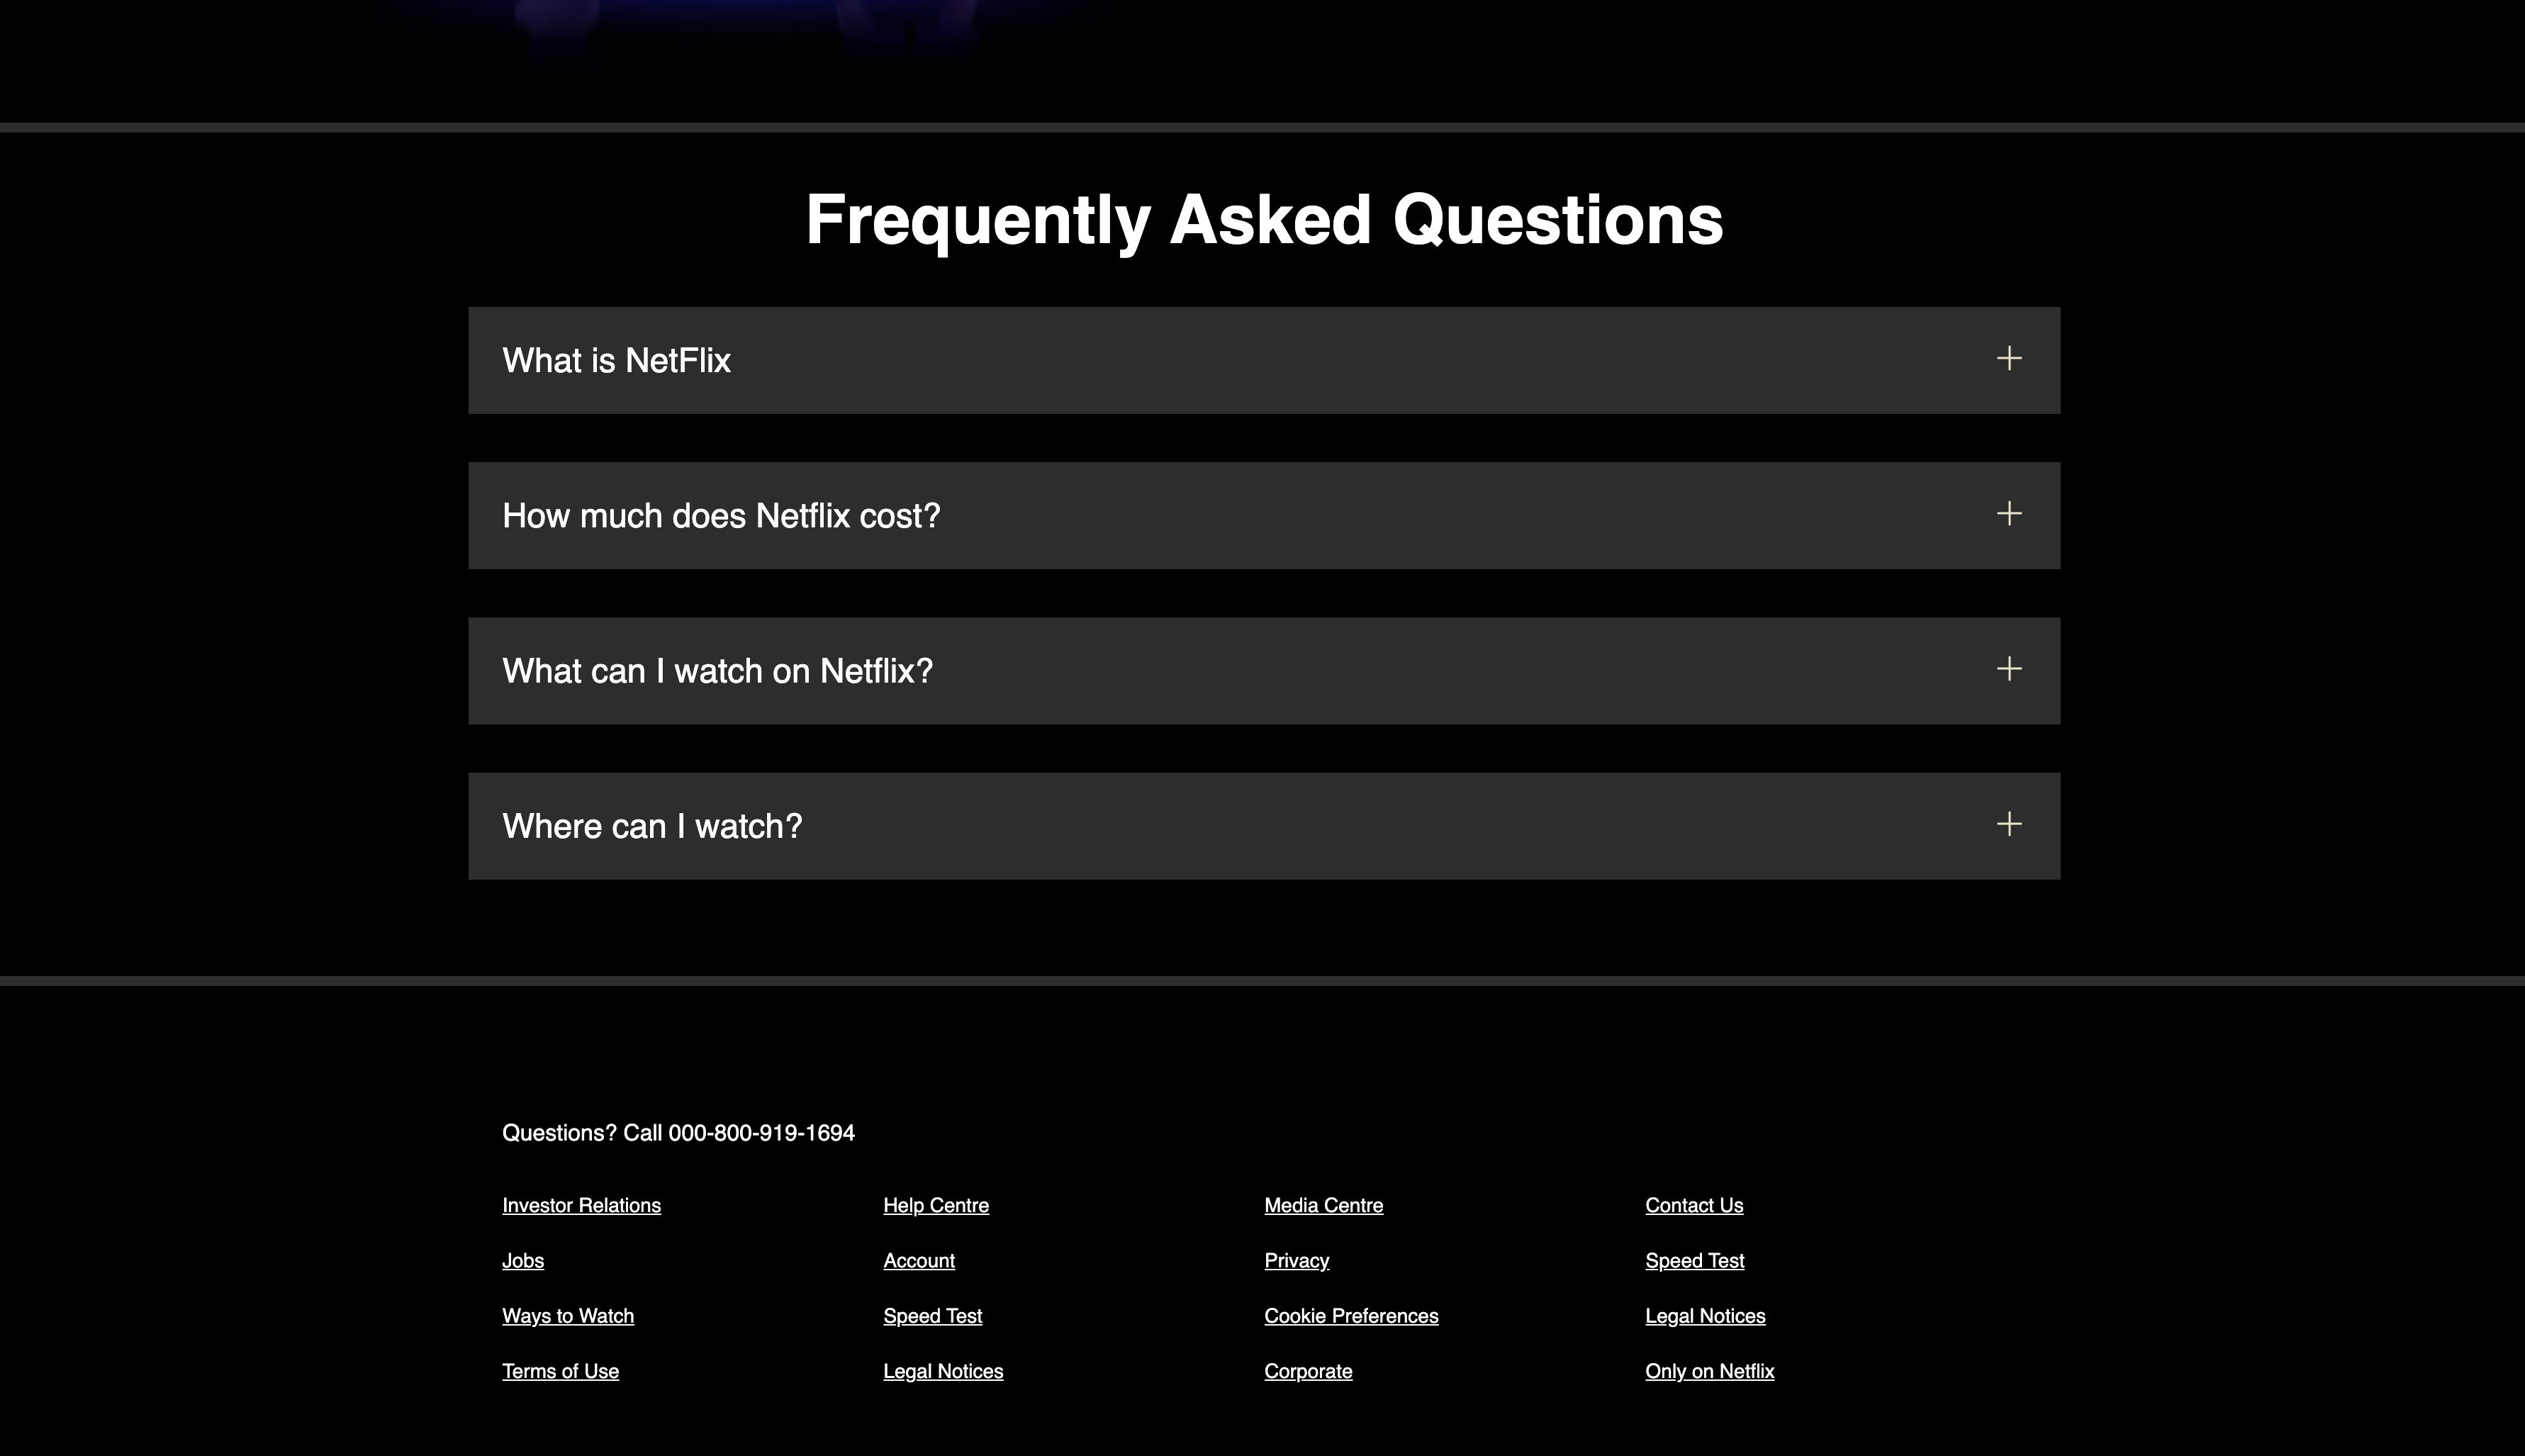 Frequently Asked Questions
What is NetFlix
How much does Netflix cost?
What can I watch on Netflix?
Where can I watch?
Questions? Call 000-800-919-1694
Investor Relations Help Centre Media Centre Contact Us
Jobs Account Privacy Speed Test
Ways to Watch Speed Test Cookie Preferences Legal Notices
Terms of Use Legal Notices Corporate Only on Netflix